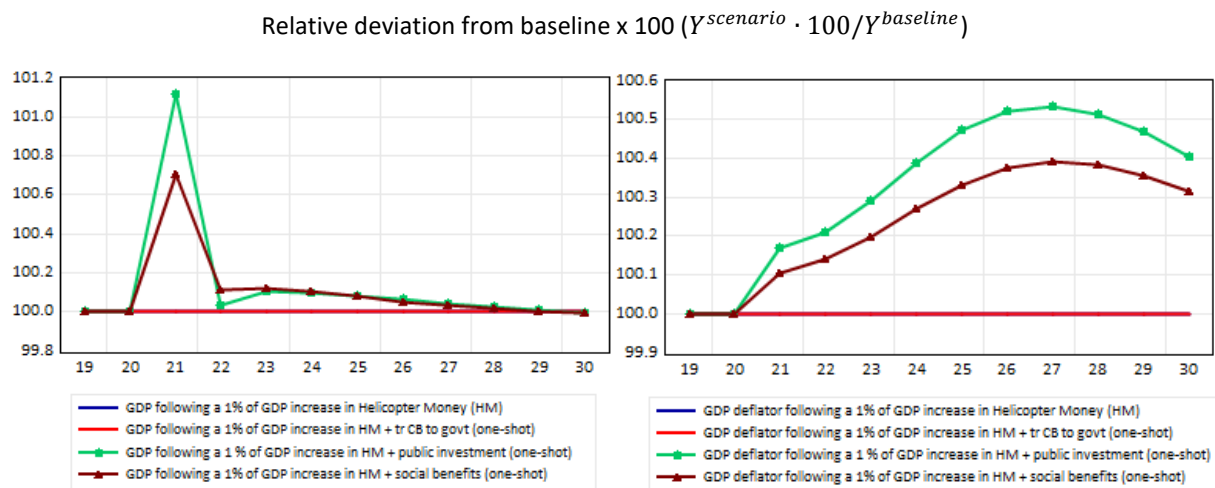 Relative deviation from baseline x 100 (Y^scenario · 100/Y^baseline)
101.2
101.0
100.8
100.6
100.4
100.2
100.0
99.8
19 20 21 22 23 24 25 26 27 28 29 30
GDP following a 1% of GDP increase in Helicopter Money (HM)
GDP following a 1% of GDP increase in HM + tr CB to govt (one-shot)
GDP following a 1 % of GDP increase in HM + public investment (one-shot)
GDP following a 1% of GDP increase in HM + social benefits (one-shot)
100.6
100.5
100.4
100.3
100.2
100.1
100.0
99.9
19 20 21 22 23 24 25 26 27 28 29 30
GDP deflator following a 1% of GDP increase in Helicopter Money (HM)
GDP deflator following a 1% of GDP increase in HM + tr CB to govt (one-shot)
GDP deflator following a 1 % of GDP increase in HM + public investment (one-shot)
GDP deflator following a 1% of GDP increase in HM + social benefits (one-shot)